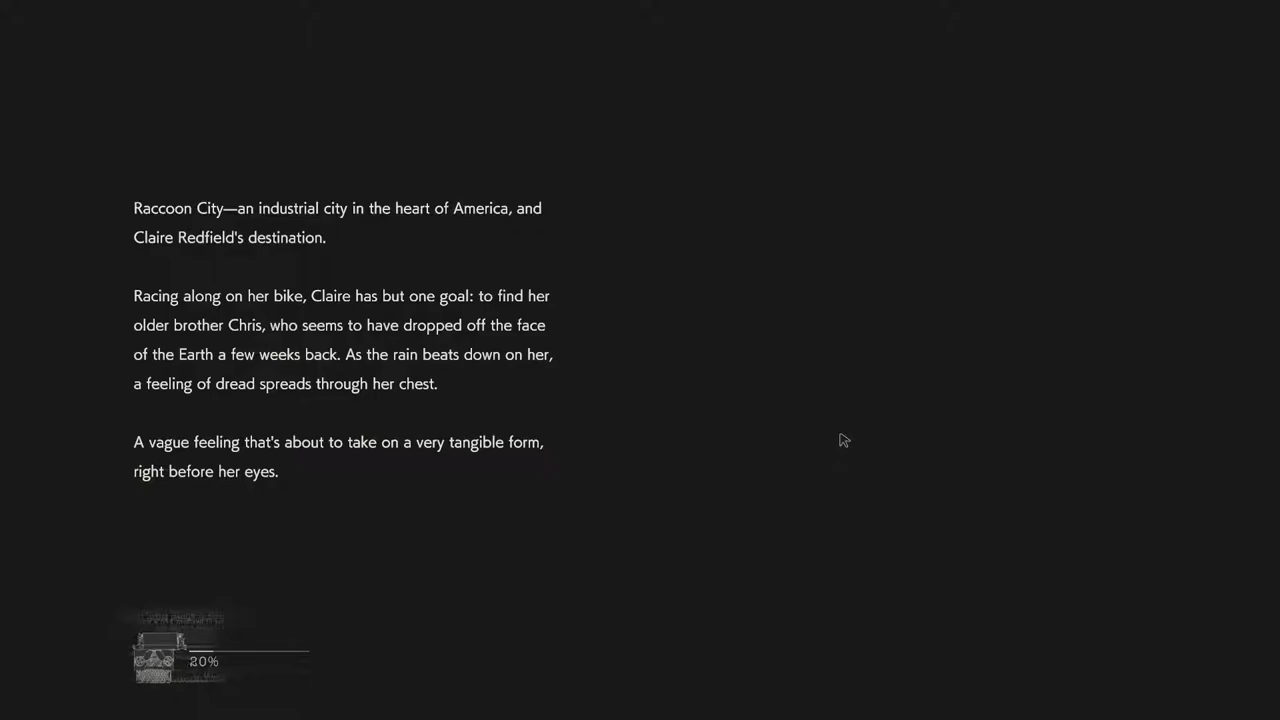 Raccoon City—an industrial city in the heart of America, and
Claire Redfield's destination.
Racing along on her bike, Claire has but one goal: to find her
older brother Chris, who seems to have dropped off the face
of the Earth a few weeks back. As the rain beats down on her,
a feeling of dread spreads through her chest.
A vague feeling that's about to take on a very tangible form,
right before her eyes.
20%